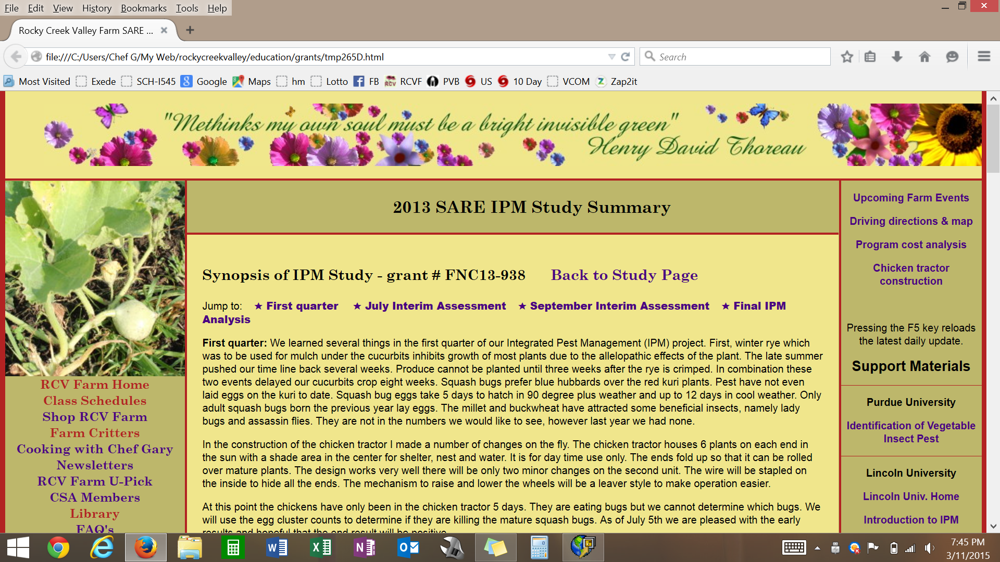 File Edit View History Bookmarks Tools Help
Rocky Creek Valley Farm SARE ...
file:///C:/Users/Chef G/My Web/rockycreekvalley/education/grants/tmp265D.html
Search
Most Visited Exede SCH-I545 Google Maps hm Lotto FB RCVF PVB US 10 Day VCOM Zap2it
"Methinks my own soul must be a bright invisible green"
Henry David Thoreau
RCV Farm Home
Class Schedules
Shop RCV Farm
Farm Critters
Cooking with Chef Gary
Newsletters
RCV Farm U-Pick
CSA Members
Library
FAQ's
2013 SARE IPM Study Summary
Synopsis of IPM Study - grant # FNC13-938 Back to Study Page
Jump to: ★ First quarter ★ July Interim Assessment ★ September Interim Assessment ★ Final IPM
Analysis
First quarter: We learned several things in the first quarter of our Integrated Pest Management (IPM) project. First, winter rye which
was to be used for mulch under the cucurbits inhibits growth of most plants due to the allelopathic effects of the plant. The late summer
pushed our time line back several weeks. Produce cannot be planted until three weeks after the rye is crimped. In combination these
two events delayed our cucurbits crop eight weeks. Squash bugs prefer blue hubbards over the red kuri plants. Pest have not even
laid eggs on the kuri to date. Squash bug eggs take 5 days to hatch in 90 degree plus weather and up to 12 days in cool weather. Only
adult squash bugs born the previous year lay eggs. The millet and buckwheat have attracted some beneficial insects, namely lady
bugs and assassin flies. They are not in the numbers we would like to see, however last year we had none.
In the construction of the chicken tractor I made a number of changes on the fly. The chicken tractor houses 6 plants on each end in
the sun with a shade area in the center for shelter, nest and water. It is for day time use only. The ends fold up so that it can be rolled
over mature plants. The design works very well there will be only two minor changes on the second unit. The wire will be stapled on
the inside to hide all the ends. The mechanism to raise and lower the wheels will be a leaver style to make operation easier.
At this point the chickens have only been in the chicken tractor 5 days. They are eating bugs but we cannot determine which bugs. We
will use the egg cluster counts to determine if they are killing the mature squash bugs. As of July 5th we are pleased with the early
results and hopeful that the end result will be positive.
Upcoming Farm Events
Driving directions & map
Program cost analysis
Chicken tractor
construction
Pressing the F5 key reloads
the latest daily update.
Support Materials
Purdue University
Identification of Vegetable
Insect Pest
Lincoln University
Lincoln Univ. Home
Introduction to IPM
7:45 PM
3/11/2015